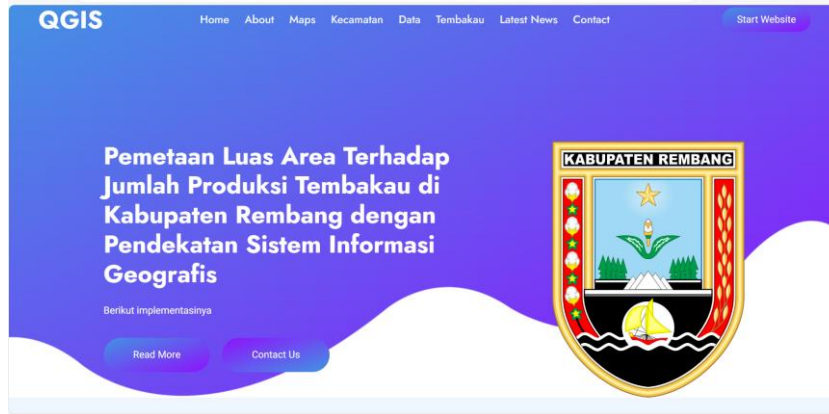 QGIS
Home About Maps Kecamatan Data Tembakau Latest News Contact
Start Website
Pemetaan Luas Area Terhadap
Jumlah Produksi Tembakau di
Kabupaten Rembang dengan
Pendekatan Sistem Informasi
Geografis
Berikut implementasinya
Read More
Contact Us
KABUPATEN REMBANG